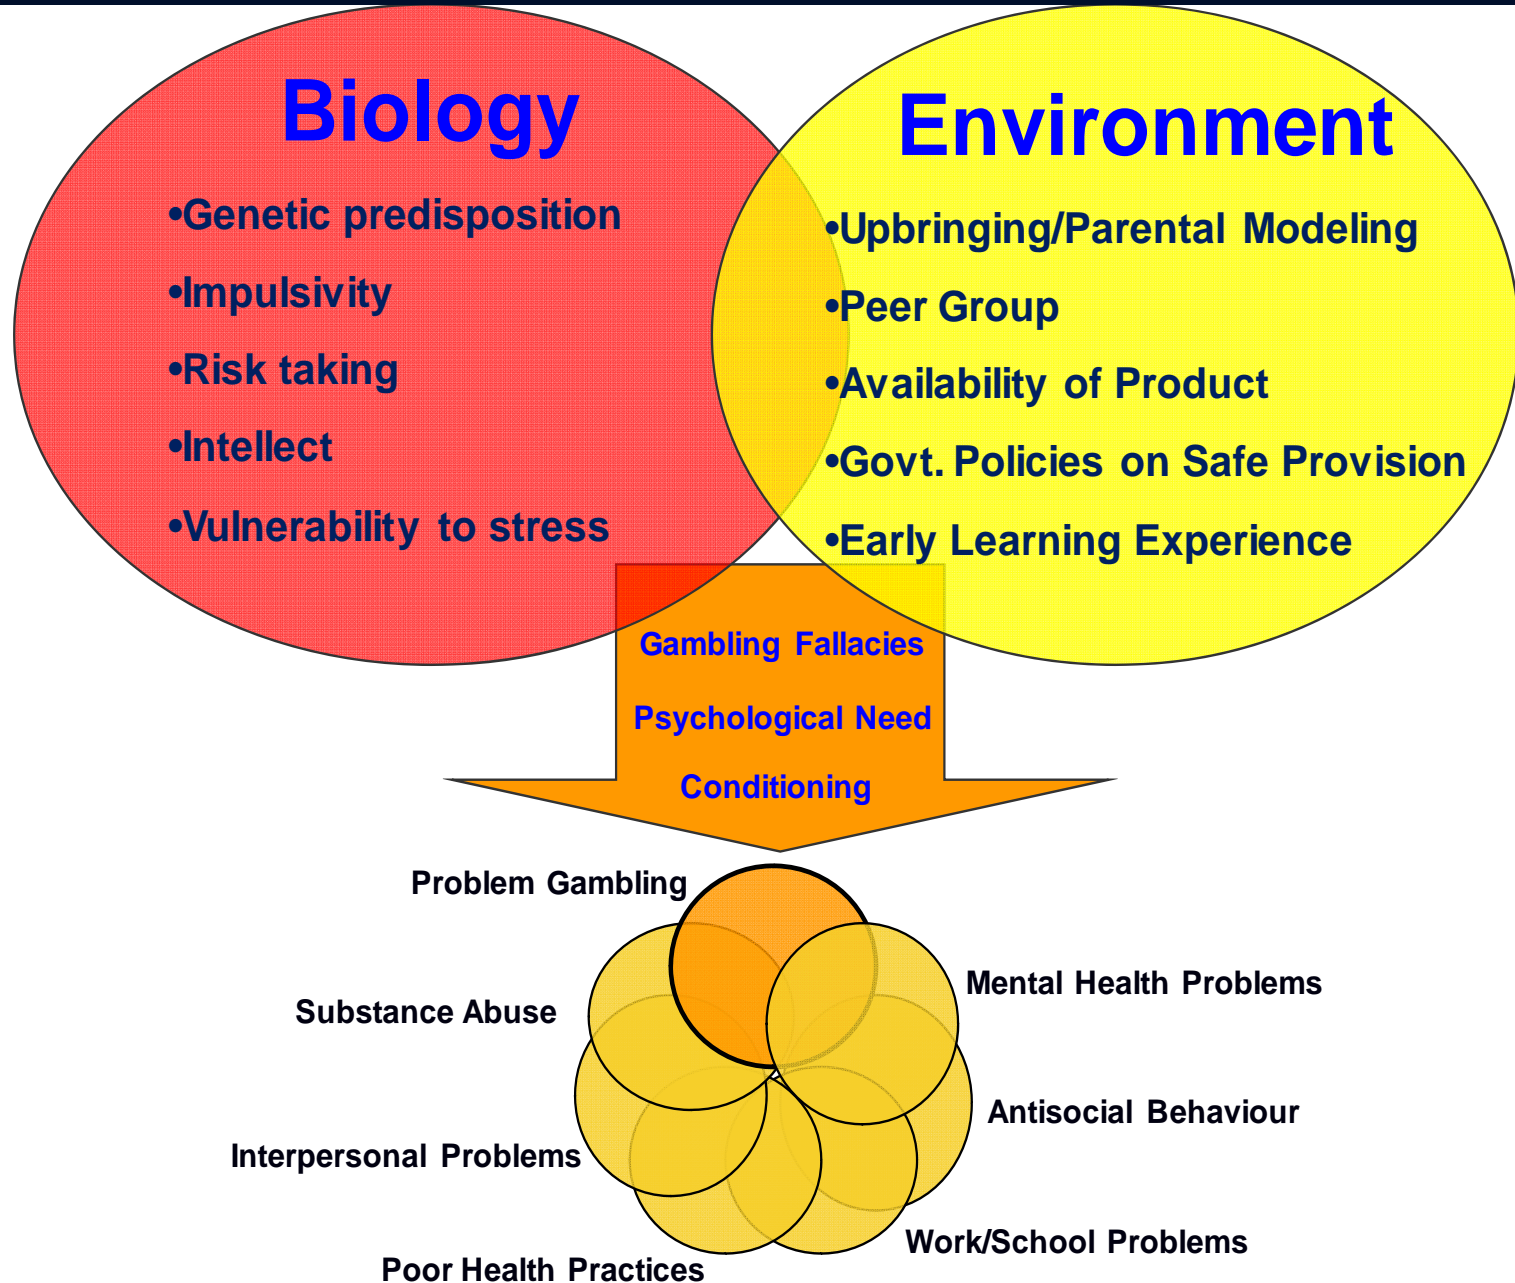 Biology
•Genetic predisposition
•Impulsivity
•Risk taking
•Intellect
•Vulnerability to stress
Environment
•Upbringing/Parental Modeling
•Peer Group
•Availability of Product
•Govt. Policies on Safe Provision
•Early Learning Experience
Gambling Fallacies
Psychological Need
Conditioning
Problem Gambling
Mental Health Problems
Substance Abuse
Antisocial Behaviour
Interpersonal Problems
Work/School Problems
Poor Health Practices